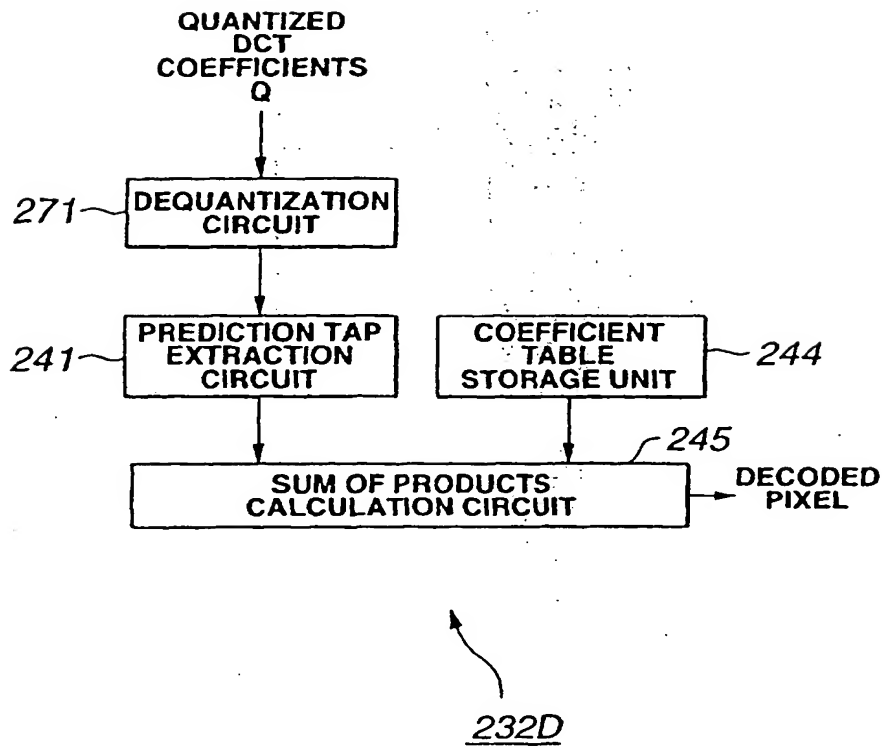 QUANTIZED
DCT
COEFFICIENTS
Q
271
DEQUANTIZATION
CIRCUIT
241
PREDICTION TAP
EXTRACTION
CIRCUIT
COEFFICIENT
TABLE
STORAGE UNIT
244
245
SUM OF PRODUCTS
CALCULATION CIRCUIT
DECODED
PIXEL
232D